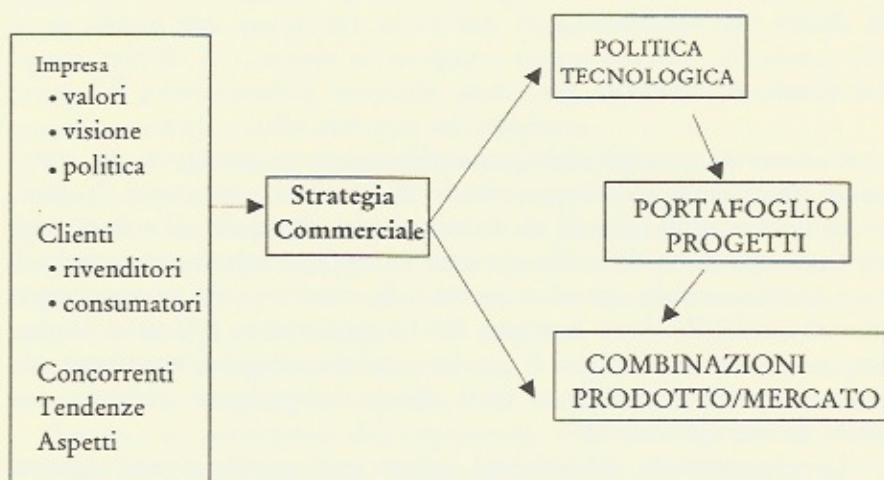 Impresa
• valori
• visione
• politica
Clienti
• rivenditori
• consumatori
Concorrenti
Tendenze
Aspetti
Strategia
Commerciale
POLITICA
TECNOLOGICA
PORTAFOGLIO
PROGETTI
COMBINAZIONI
PRODOTTO/MERCATO